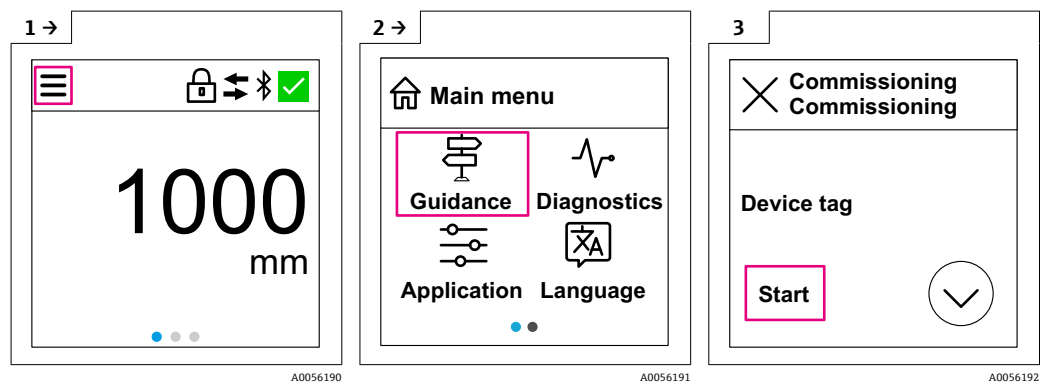 1 →
1000
mm
A0056190
2 →
Main menu
Guidance
Diagnostics
Application
Language
A0056191
3
Commissioning
Commissioning
Device tag
Start
A0056192